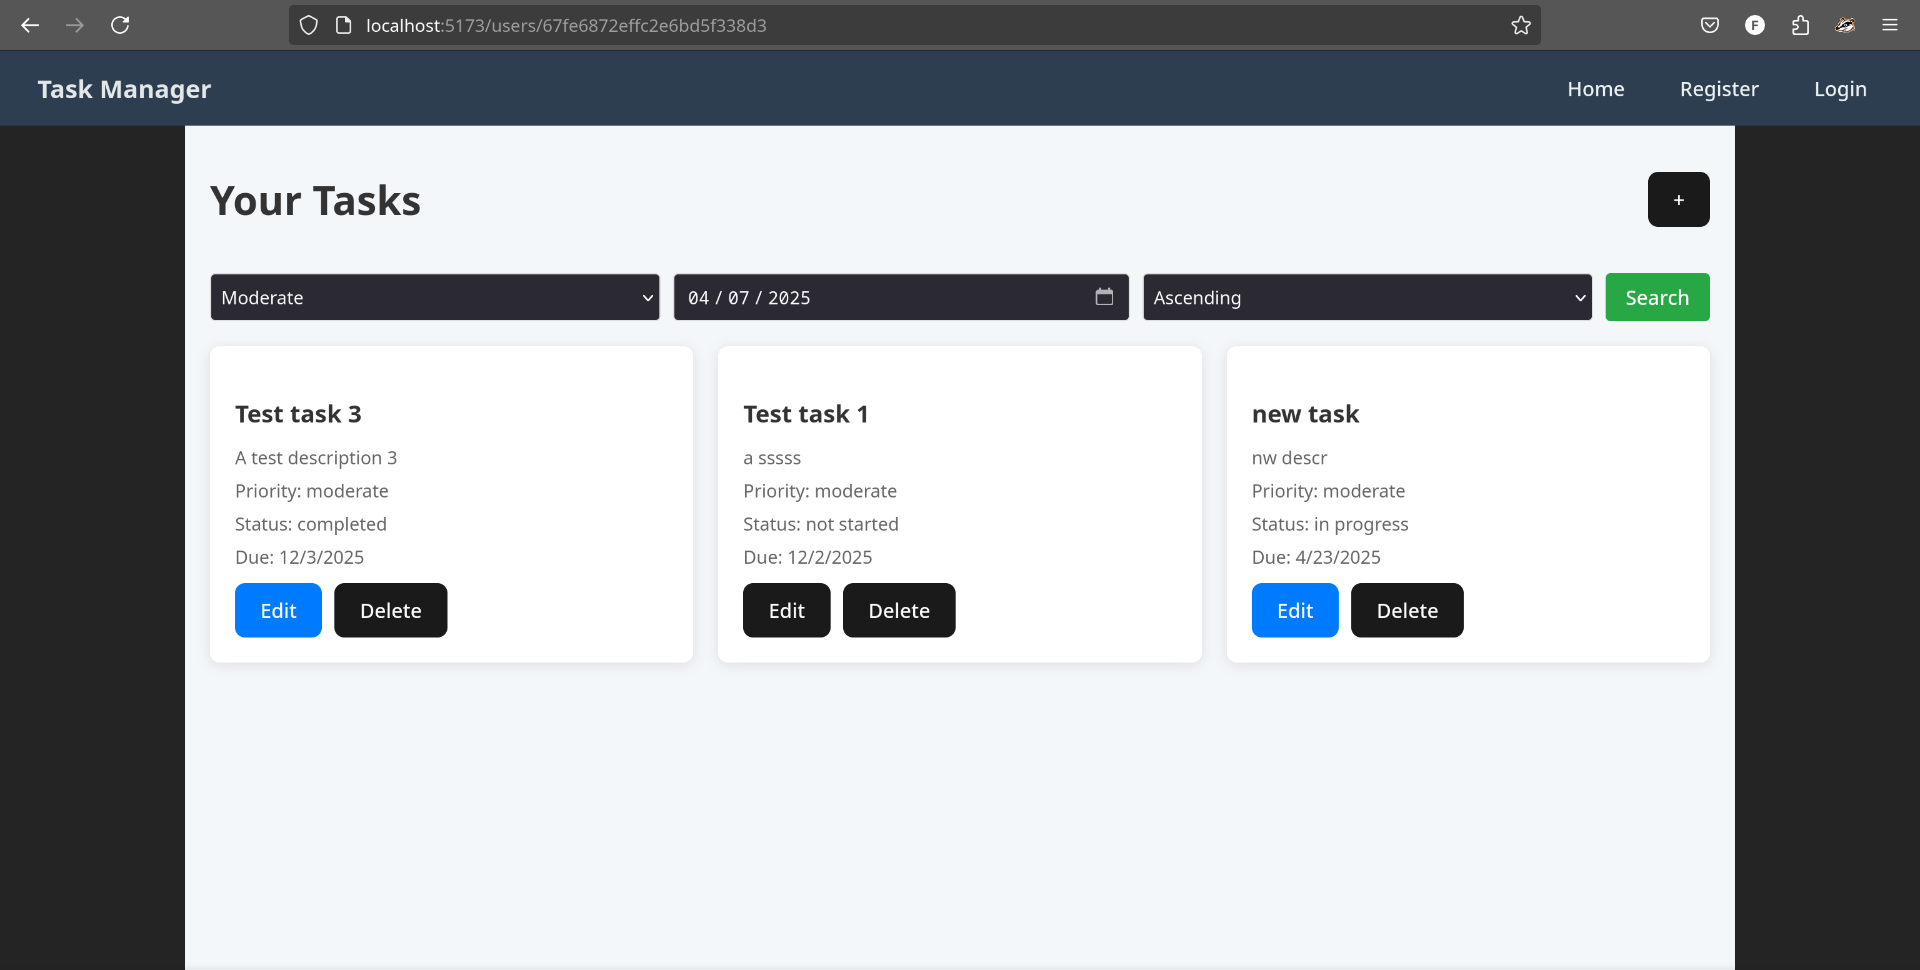 localhost:5173/users/67fe6872effc2e6bd5f338d3
F
Task Manager
Home
Register
Login
Your Tasks
+
Moderate
04 / 07 / 2025
Ascending
Search
Test task 3
A test description 3
Priority: moderate
Status: completed
Due: 12/3/2025
Edit
Delete
Test task 1
a sssss
Priority: moderate
Status: not started
Due: 12/2/2025
Edit
Delete
new task
nw descr
Priority: moderate
Status: in progress
Due: 4/23/2025
Edit
Delete